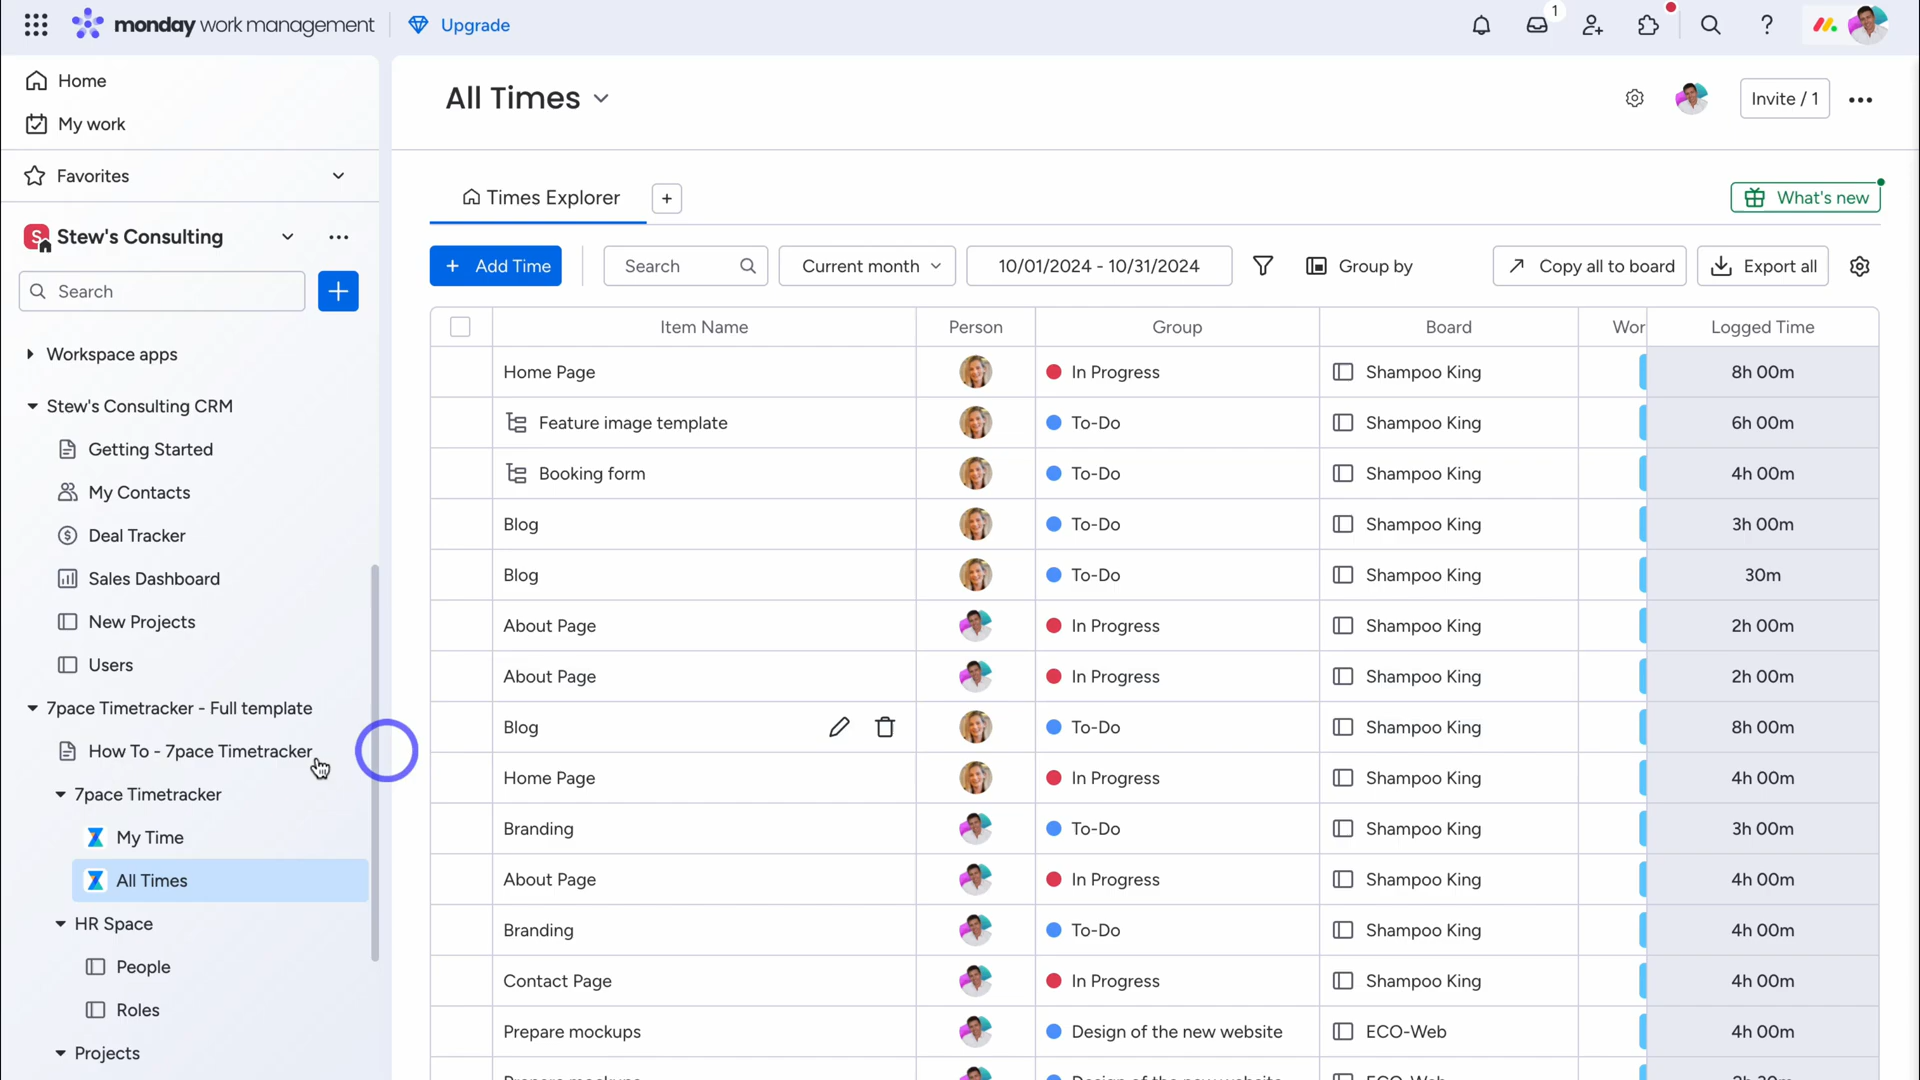 monday work management
Upgrade
1
Home
My work
Favorites
S
Stew's Consulting
Search
Workspace apps
Stew's Consulting CRM
Getting Started
My Contacts
Deal Tracker
Sales Dashboard
New Projects
Users
7pace Timetracker - Full template
How To - 7pace Timetracker
7pace Timetracker
My Time
All Times
HR Space
People
Roles
Projects
All Times
Invite / 1
Times Explorer
What's new
+ Add Time
Search
Current month
10/01/2024 - 10/31/2024
Group by
Copy all to board
Export all
Item Name Person Group Board Wor Logged Time
Home Page In Progress Shampoo King 8h 00m
Feature image template To-Do Shampoo King 6h 00m
Booking form To-Do Shampoo King 4h 00m
Blog To-Do Shampoo King 3h 00m
Blog To-Do Shampoo King 30m
About Page In Progress Shampoo King 2h 00m
About Page In Progress Shampoo King 2h 00m
Blog To-Do Shampoo King 8h 00m
Home Page In Progress Shampoo King 4h 00m
Branding To-Do Shampoo King 3h 00m
About Page In Progress Shampoo King 4h 00m
Branding To-Do Shampoo King 4h 00m
Contact Page In Progress Shampoo King 4h 00m
Prepare mockups Design of the new website ECO-Web 4h 00m